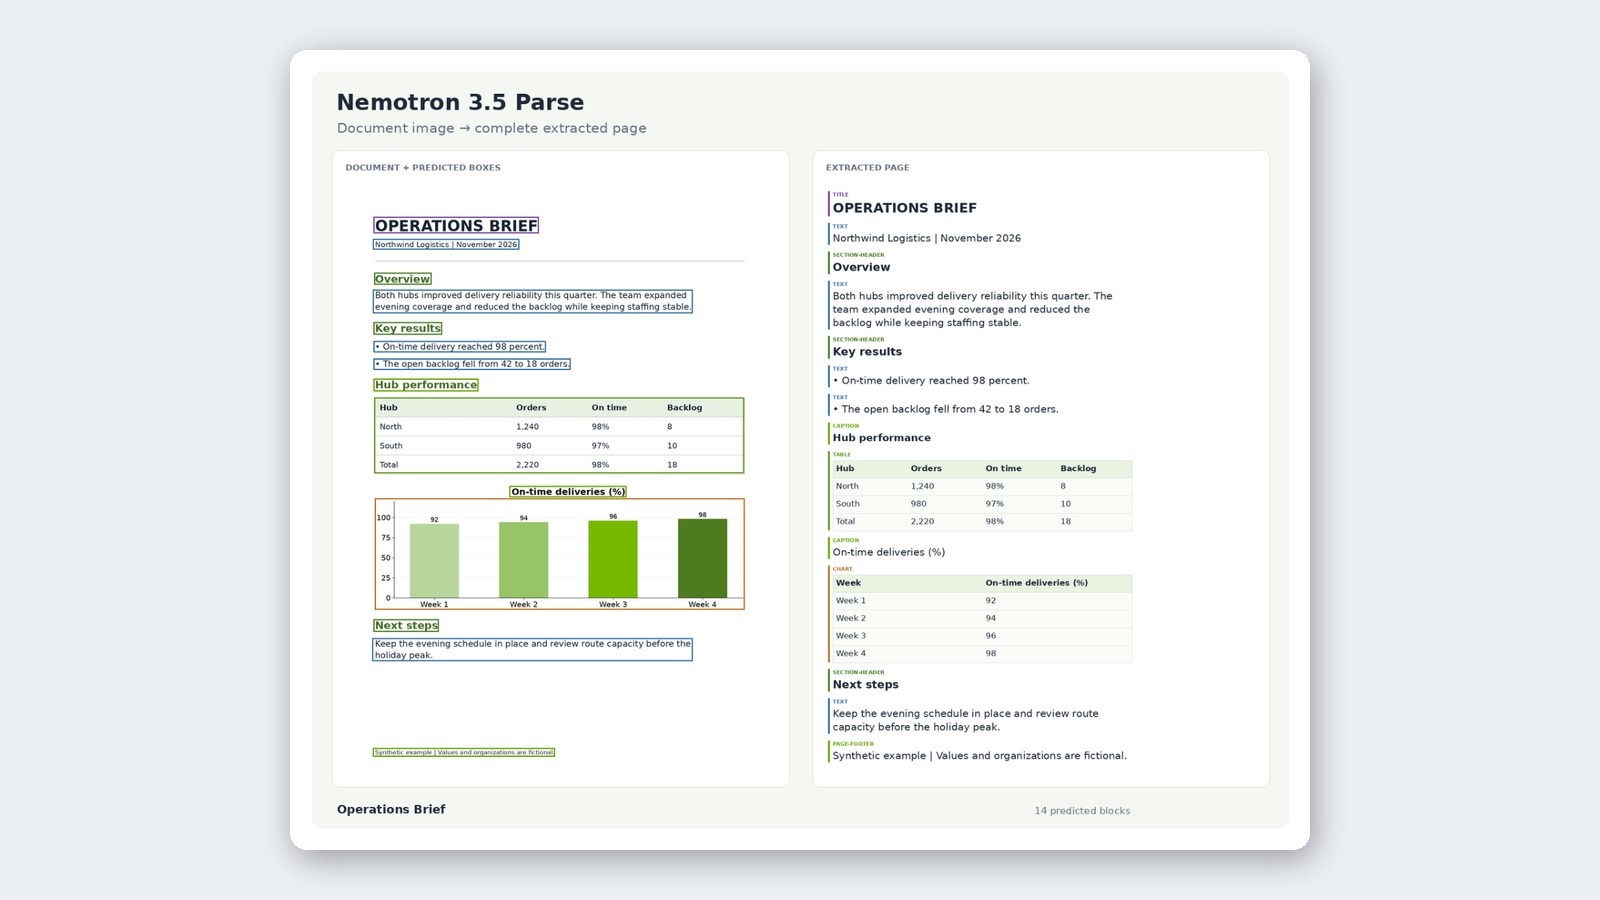 Nemotron 3.5 Parse
Document image → complete extracted page
DOCUMENT + PREDICTED BOXES
OPERATIONS BRIEF
Northwind Logistics | November 2026
Overview
Both hubs improved delivery reliability this quarter. The team expanded
evening coverage and reduced the backlog while keeping staffing stable.
Key results
• On-time delivery reached 98 percent.
• The open backlog fell from 42 to 18 orders.
Hub performance
Hub Orders On time Backlog
North 1,240 98% 8
South 980 97% 10
Total 2,220 98% 18
On-time deliveries (%)
100
75
50
25
0
92 94 96 98
Week 1 Week 2 Week 3 Week 4
Next steps
Keep the evening schedule in place and review route capacity before the
holiday peak.
Synthetic example | Values and organizations are fictional.
EXTRACTED PAGE
TITLE
OPERATIONS BRIEF
TEXT
Northwind Logistics | November 2026
SECTION-HEADER
Overview
TEXT
Both hubs improved delivery reliability this quarter. The
team expanded evening coverage and reduced the
backlog while keeping staffing stable.
SECTION-HEADER
Key results
TEXT
• On-time delivery reached 98 percent.
TEXT
• The open backlog fell from 42 to 18 orders.
CAPTION
Hub performance
TABLE
Hub Orders On time Backlog
North 1,240 98% 8
South 980 97% 10
Total 2,220 98% 18
CAPTION
On-time deliveries (%)
CHART
Week On-time deliveries (%)
Week 1 92
Week 2 94
Week 3 96
Week 4 98
SECTION-HEADER
Next steps
TEXT
Keep the evening schedule in place and review route
capacity before the holiday peak.
PAGE-FOOTER
Synthetic example | Values and organizations are fictional.
Operations Brief
14 predicted blocks